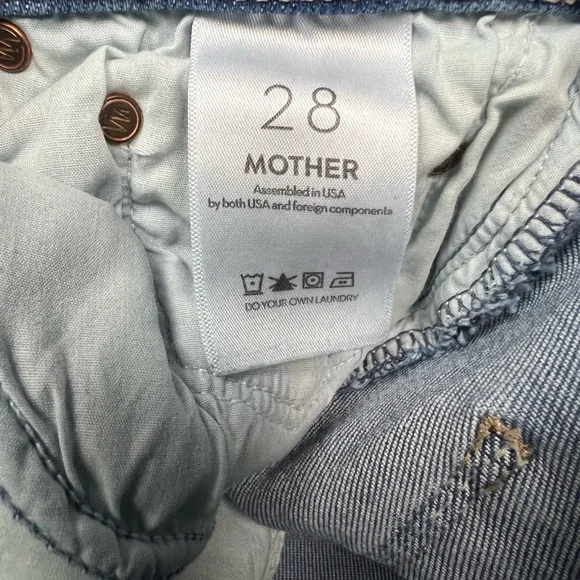 28
MOTHER
Assembled in USA
by both USA and foreign components
DO YOUR OWN LAUNDRY